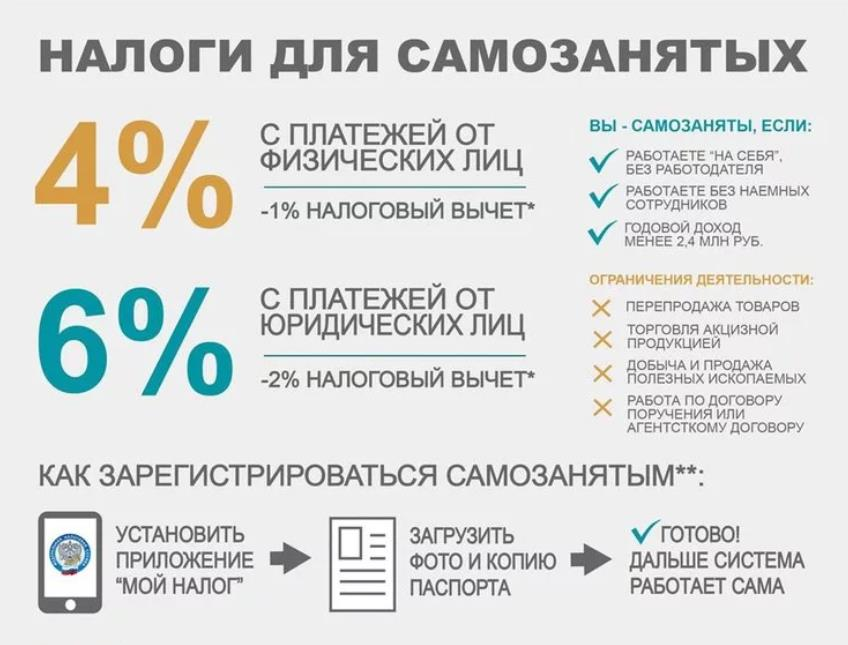 НАЛОГИ ДЛЯ САМОЗАНЯТЫХ
4%
С ПЛАТЕЖЕЙ ОТ
ФИЗИЧЕСКИХ ЛИЦ
-1% НАЛОГОВЫЙ ВЫЧЕТ*
6%
С ПЛАТЕЖЕЙ ОТ
ЮРИДИЧЕСКИХ ЛИЦ
-2% НАЛОГОВЫЙ ВЫЧЕТ*
ВЫ - САМОЗАНЯТЫ, ЕСЛИ:
РАБОТАЕТЕ "НА СЕБЯ",
БЕЗ РАБОТОДАТЕЛЯ
РАБОТАЕТЕ БЕЗ НАЕМНЫХ
СОТРУДНИКОВ
ГОДОВОЙ ДОХОД
МЕНЕЕ 2,4 МЛН РУБ.
ОГРАНИЧЕНИЯ ДЕЯТЕЛЬНОСТИ:
ПЕРЕПРОДАЖА ТОВАРОВ
ТОРГОВЛЯ АКЦИЗНОЙ
ПРОДУКЦИЕЙ
ДОБЫЧА И ПРОДАЖА
ПОЛЕЗНЫХ ИСКОПАЕМЫХ
РАБОТА ПО ДОГОВОРУ
ПОРУЧЕНИЯ ИЛИ
АГЕНТСТКОМУ ДОГОВОРУ
КАК ЗАРЕГИСТРИРОВАТЬСЯ САМОЗАНЯТЫМ**:
УСТАНОВИТЬ
ПРИЛОЖЕНИЕ
"МОЙ НАЛОГ"
ЗАГРУЗИТЬ
ФОТО И КОПИЮ
ПАСПОРТА
ГОТОВО!
ДАЛЬШЕ СИСТЕМА
РАБОТАЕТ САМА